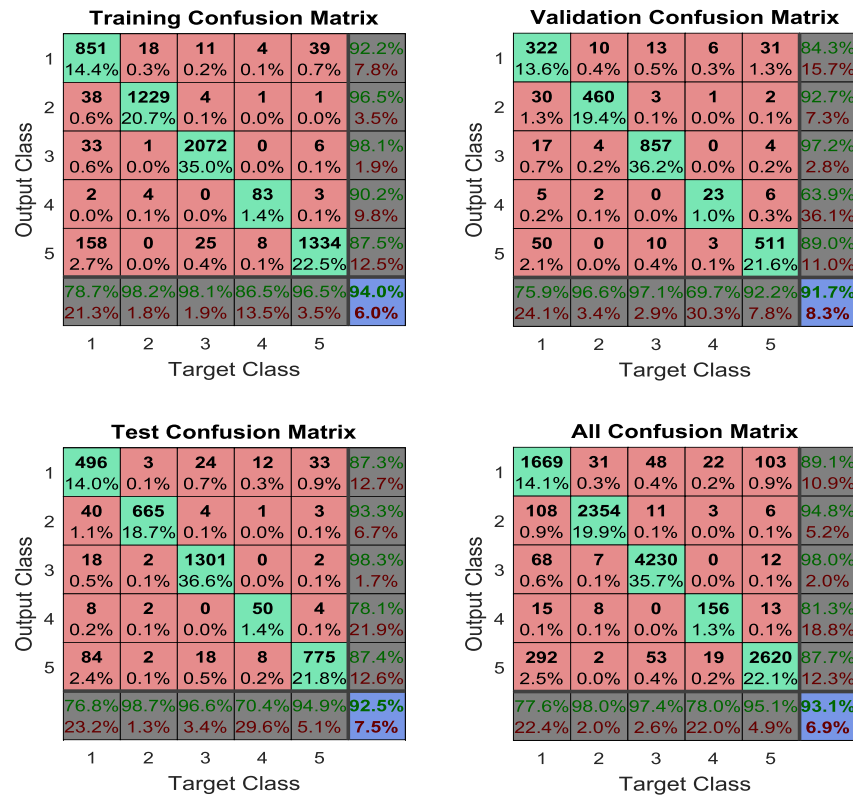 Training Confusion Matrix
1 851 18 11 4 39 92.2%
14.4% 0.3% 0.2% 0.1% 0.7% 7.8%
2 38 1229 4 1 1 96.5%
0.6% 20.7% 0.1% 0.0% 0.0% 3.5%
3 33 1 2072 0 6 98.1%
0.6% 0.0% 35.0% 0.0% 0.1% 1.9%
4 2 4 0 83 3 90.2%
0.0% 0.1% 0.0% 1.4% 0.1% 9.8%
5 158 0 25 8 1334 87.5%
2.7% 0.0% 0.4% 0.1% 22.5% 12.5%
78.7% 98.2% 98.1% 86.5% 96.5% 94.0%
21.3% 1.8% 1.9% 13.5% 3.5% 6.0%
1 2 3 4 5
Target Class
Output Class
Validation Confusion Matrix
1 322 10 13 6 31 84.3%
13.6% 0.4% 0.5% 0.3% 1.3% 15.7%
2 30 460 3 1 2 92.7%
1.3% 19.4% 0.1% 0.0% 0.1% 7.3%
3 17 4 857 0 4 97.2%
0.7% 0.2% 36.2% 0.0% 0.2% 2.8%
4 5 2 0 23 6 63.9%
0.2% 0.1% 0.0% 1.0% 0.3% 36.1%
5 50 0 10 3 511 89.0%
2.1% 0.0% 0.4% 0.1% 21.6% 11.0%
75.9% 96.6% 97.1% 69.7% 92.2% 91.7%
24.1% 3.4% 2.9% 30.3% 7.8% 8.3%
1 2 3 4 5
Target Class
Output Class
Test Confusion Matrix
1 496 3 24 12 33 87.3%
14.0% 0.1% 0.7% 0.3% 0.9% 12.7%
2 40 665 4 1 3 93.3%
1.1% 18.7% 0.1% 0.0% 0.1% 6.7%
3 18 2 1301 0 2 98.3%
0.5% 0.1% 36.6% 0.0% 0.1% 1.7%
4 8 2 0 50 4 78.1%
0.2% 0.1% 0.0% 1.4% 0.1% 21.9%
5 84 2 18 8 775 87.4%
2.4% 0.1% 0.5% 0.2% 21.8% 12.6%
76.8% 98.7% 96.6% 70.4% 94.9% 92.5%
23.2% 1.3% 3.4% 29.6% 5.1% 7.5%
1 2 3 4 5
Target Class
Output Class
All Confusion Matrix
1 1669 31 48 22 103 89.1%
14.1% 0.3% 0.4% 0.2% 0.9% 10.9%
2 108 2354 11 3 6 94.8%
0.9% 19.9% 0.1% 0.0% 0.1% 5.2%
3 68 7 4230 0 12 98.0%
0.6% 0.1% 35.7% 0.0% 0.1% 2.0%
4 15 8 0 156 13 81.3%
0.1% 0.1% 0.0% 1.3% 0.1% 18.8%
5 292 2 53 19 2620 87.7%
2.5% 0.0% 0.4% 0.2% 22.1% 12.3%
77.6% 98.0% 97.4% 78.0% 95.1% 93.1%
22.4% 2.0% 2.6% 22.0% 4.9% 6.9%
1 2 3 4 5
Target Class
Output Class